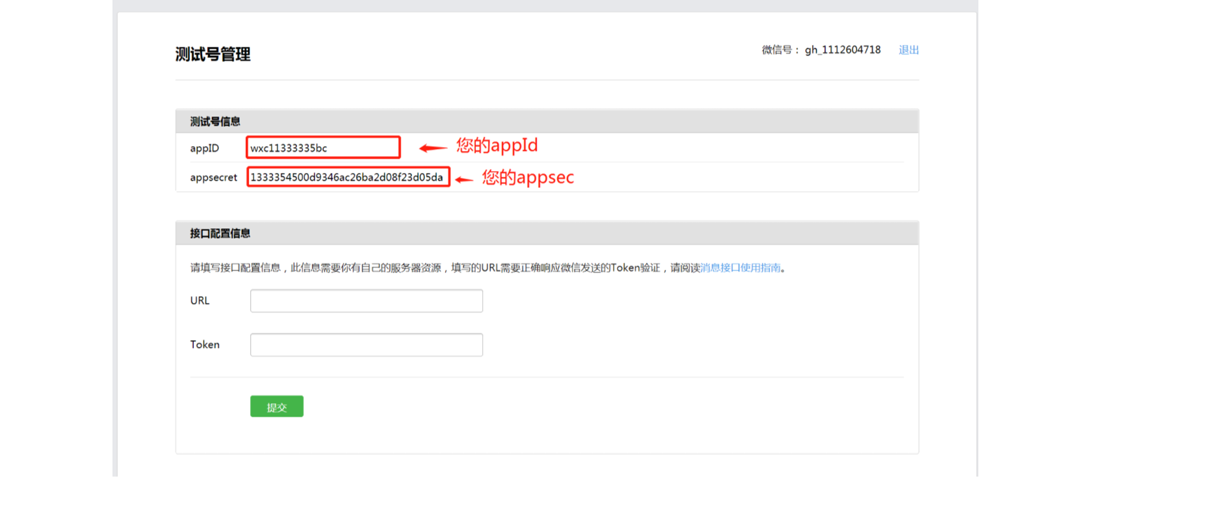 测试号管理
微信号： gh_1112604718 退出
测试号信息
appID wxc11333335bc 您的appId
appsecret 1333354500d9346ac26ba2d08f23d05da 您的appsec
接口配置信息
请填写接口配置信息，此信息需要你有自己的服务器资源，填写的URL需要正确响应微信发送的Token验证，请阅读消息接口使用指南。
URL
Token
提交